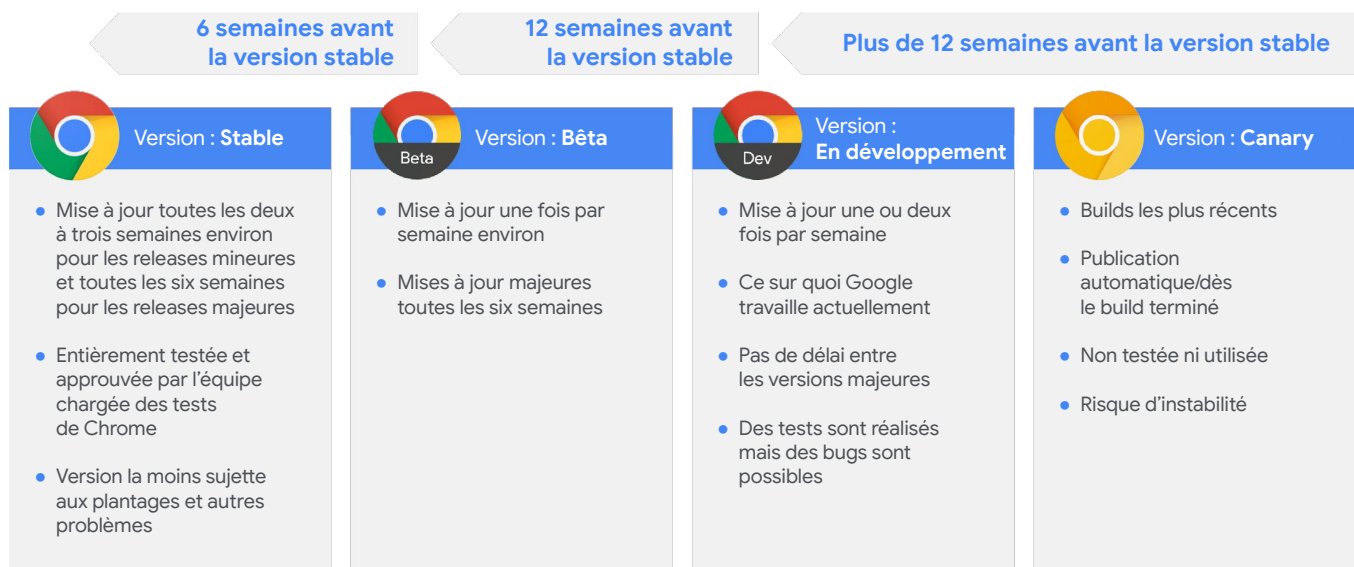 6 semaines avant
la version stable
12 semaines avant
la version stable
Plus de 12 semaines avant la version stable
Version : Stable
● Mise à jour toutes les deux
à trois semaines environ
pour les releases mineures
et toutes les six semaines
pour les releases majeures
● Entièrement testée et
approuvée par l’équipe
chargée des tests
de Chrome
● Version la moins sujette
aux plantages et autres
problèmes
Beta
Version : Bêta
● Mise à jour une fois par
semaine environ
● Mises à jour majeures
toutes les six semaines
Dev
Version :
En développement
● Mise à jour une ou deux
fois par semaine
● Ce sur quoi Google
travaille actuellement
● Pas de délai entre
les versions majeures
● Des tests sont réalisés
mais des bugs sont
possibles
Version : Canary
● Builds les plus récents
● Publication
automatique/dès
le build terminé
● Non testée ni utilisée
● Risque d’instabilité